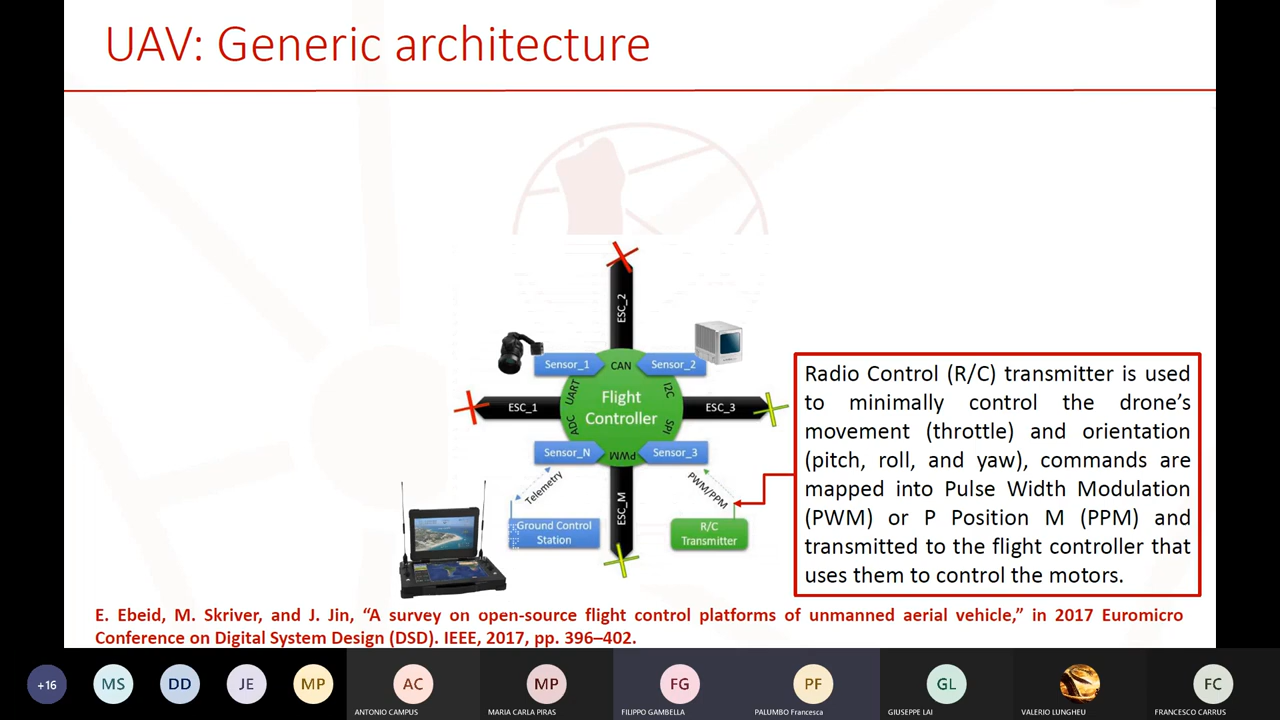 UAV: Generic architecture
ESC_2
Sensor_1
CAN
Sensor_2
UART
I2C
ESC_1
Flight
Controller
ESC_3
ADC
SPI
Sensor_N
PWM
Sensor_3
Telemetry
PWM/PPM
ESC_M
Ground Control
Station
R/C
Transmitter
Radio Control (R/C) transmitter is used
to minimally control the drone’s
movement (throttle) and orientation
(pitch, roll, and yaw), commands are
mapped into Pulse Width Modulation
(PWM) or P Position M (PPM) and
transmitted to the flight controller that
uses them to control the motors.
E. Ebeid, M. Skriver, and J. Jin, “A survey on open-source flight control platforms of unmanned aerial vehicle,” in 2017 Euromicro
Conference on Digital System Design (DSD). IEEE, 2017, pp. 396–402.
+16
MS
DD
JE
MP
AC
MP
FG
PF
GL
FC
ANTONIO CAMPUS
MARIA CARLA PIRAS
FILIPPO GAMBELLA
PALUMBO Francesca
GIUSEPPE LAI
VALERIO LUNGHEU
FRANCESCO CARRUS